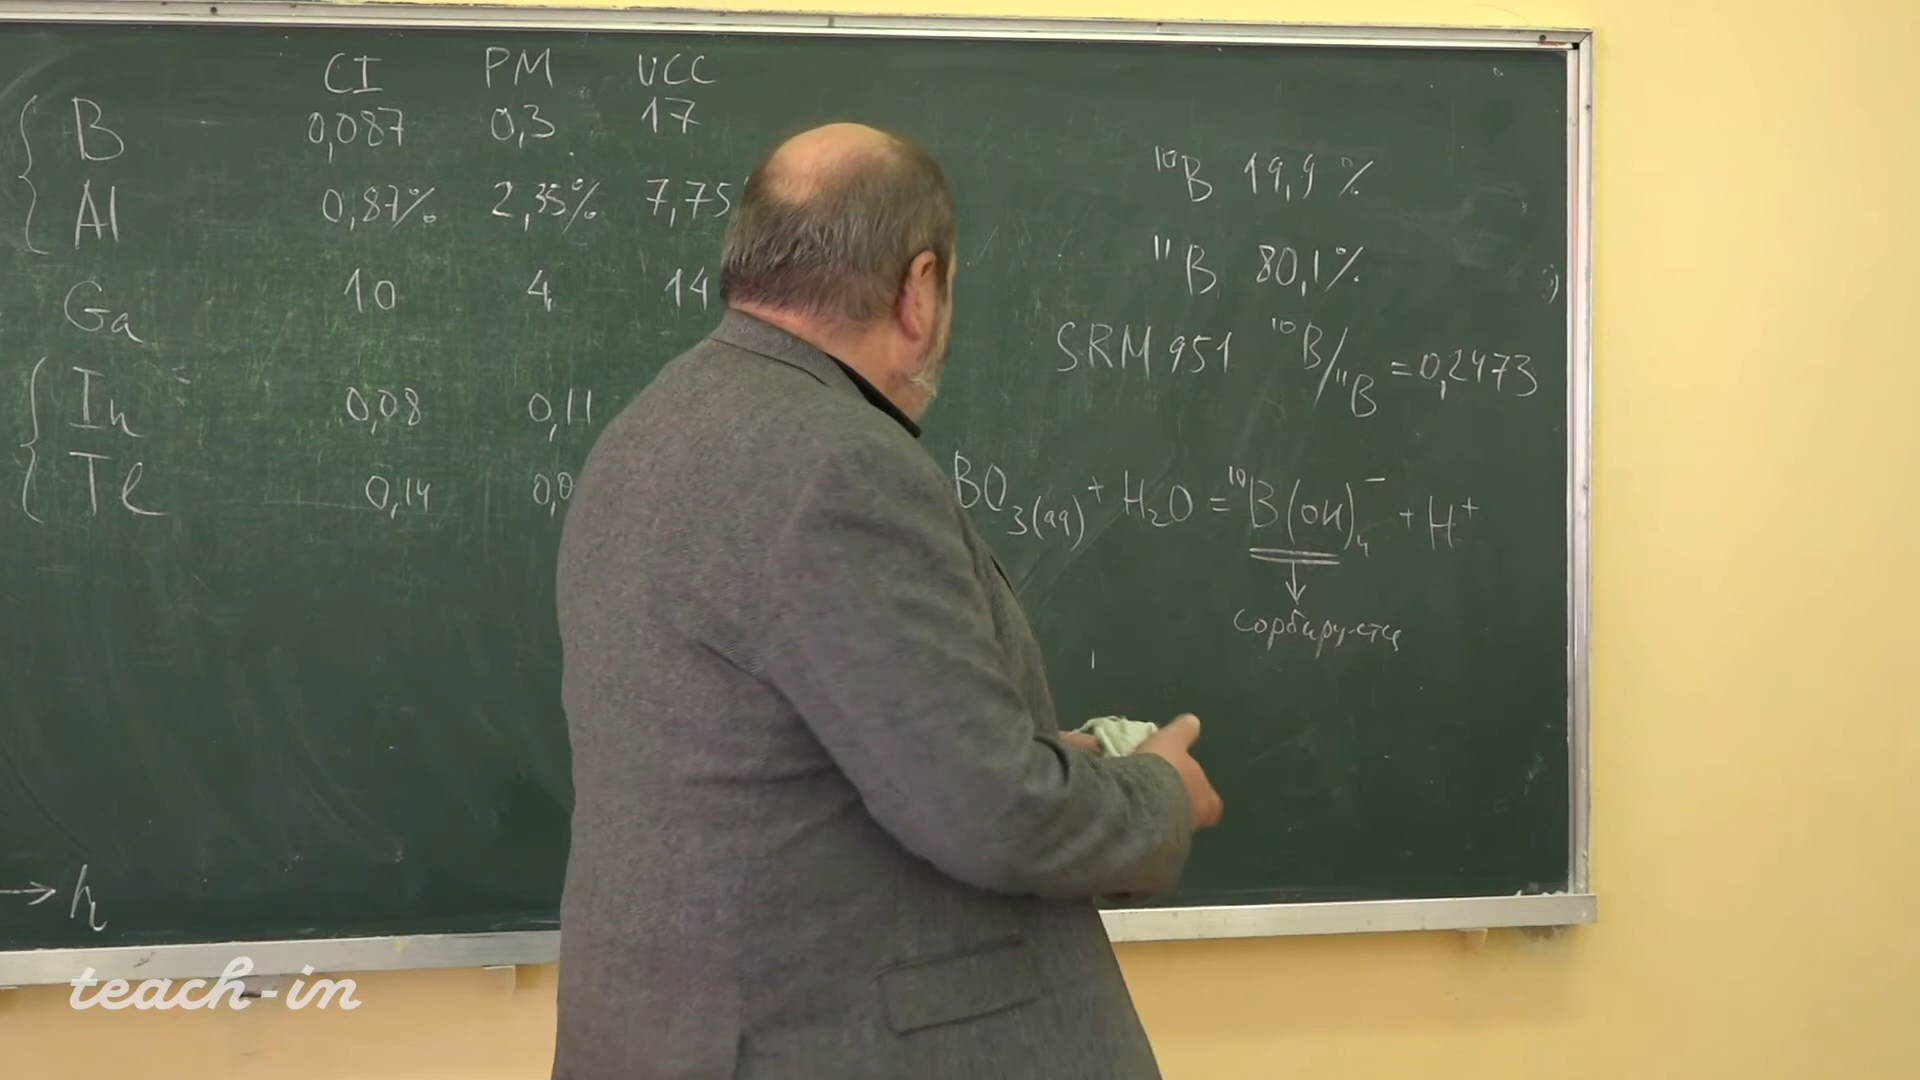 CI PM UCC
B 0,087 0,3 17
Al 0,87% 2,35% 7,75
Ga 10 4 14
In 0,08 0,11
Tl 0,14 0,0
→ h
¹⁰B 19,9%
¹¹B 80,1%
SRM 951 ¹⁰B/¹¹B = 0,2473
BO₃(aq) + H₂O = ¹⁰B(OH)₄⁻ + H⁺
↓
сорбируется
teach-in